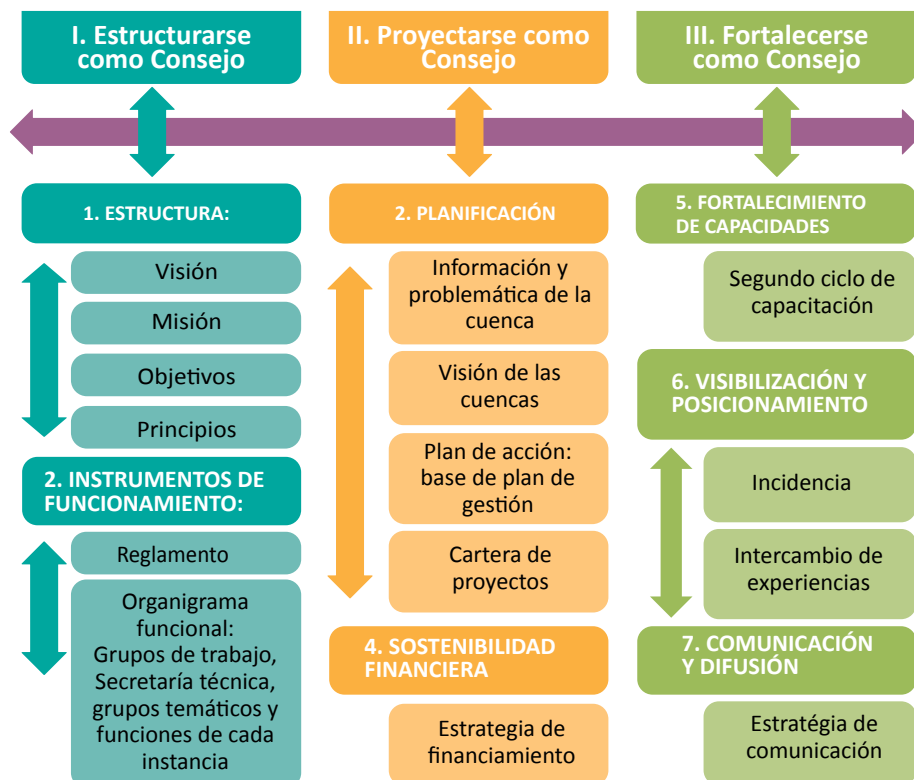 I. Estructurarse
como Consejo
II. Proyectarse como
Consejo
III. Fortalecerse
como Consejo
1. ESTRUCTURA:
Visión
Misión
Objetivos
Principios
2. INSTRUMENTOS DE
FUNCIONAMIENTO:
Reglamento
Organigrama
funcional:
Grupos de trabajo,
Secretaría técnica,
grupos temáticos y
funciones de cada
instancia
2. PLANIFICACIÓN
Información y
problemática de la
cuenca
Visión de las
cuencas
Plan de acción:
base de plan de
gestión
Cartera de
proyectos
4. SOSTENIBILIDAD
FINANCIERA
Estrategia de
financiamiento
5. FORTALECIMIENTO
DE CAPACIDADES
Segundo ciclo de
capacitación
6. VISIBILIZACIÓN Y
POSICIONAMIENTO
Incidencia
Intercambio de
experiencias
7. COMUNICACIÓN
Y DIFUSIÓN
Estratégia de
comunicación